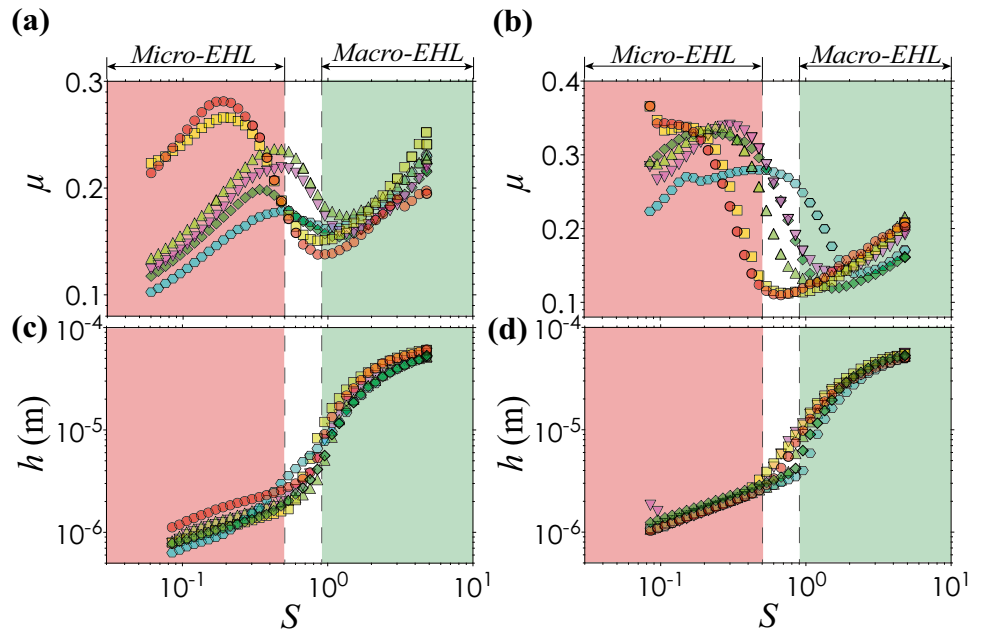 (a) (b)
Micro-EHL Macro-EHL Micro-EHL Macro-EHL
0.3 0.4
0.3
μ 0.2 μ
0.2
0.1 0.1
(c) (d)
10⁻⁴ 10⁻⁴
h (m) 10⁻⁵ h (m) 10⁻⁵
10⁻⁶ 10⁻⁶
10⁻¹ 10⁰ 10¹ 10⁻¹ 10⁰ 10¹
S S